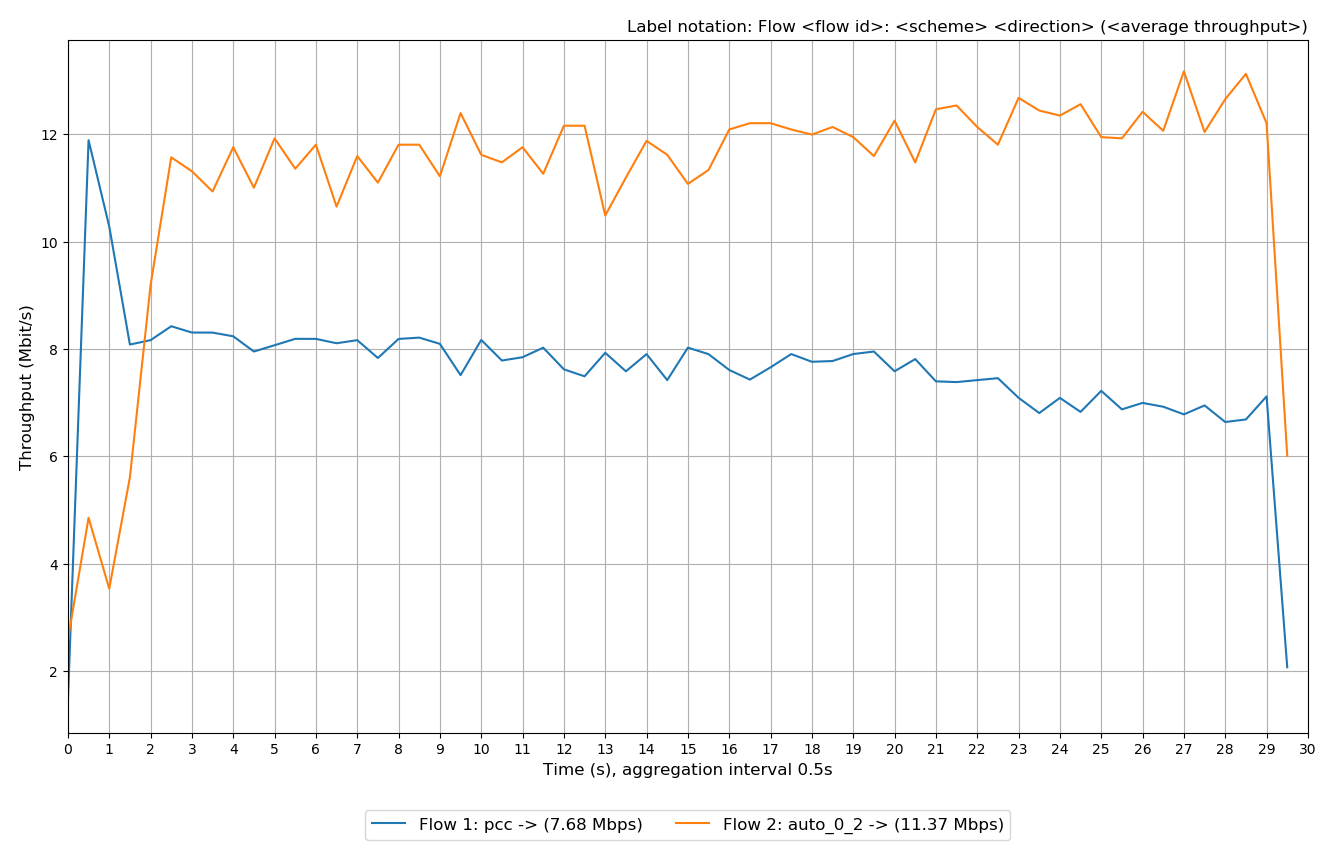 Label notation: Flow <flow id>: <scheme> <direction> (<average throughput>)
Throughput (Mbit/s)
12
10
8
6
4
2
0 1 2 3 4 5 6 7 8 9 10 11 12 13 14 15 16 17 18 19 20 21 22 23 24 25 26 27 28 29 30
Time (s), aggregation interval 0.5s
Flow 1: pcc -> (7.68 Mbps) Flow 2: auto_0_2 -> (11.37 Mbps)